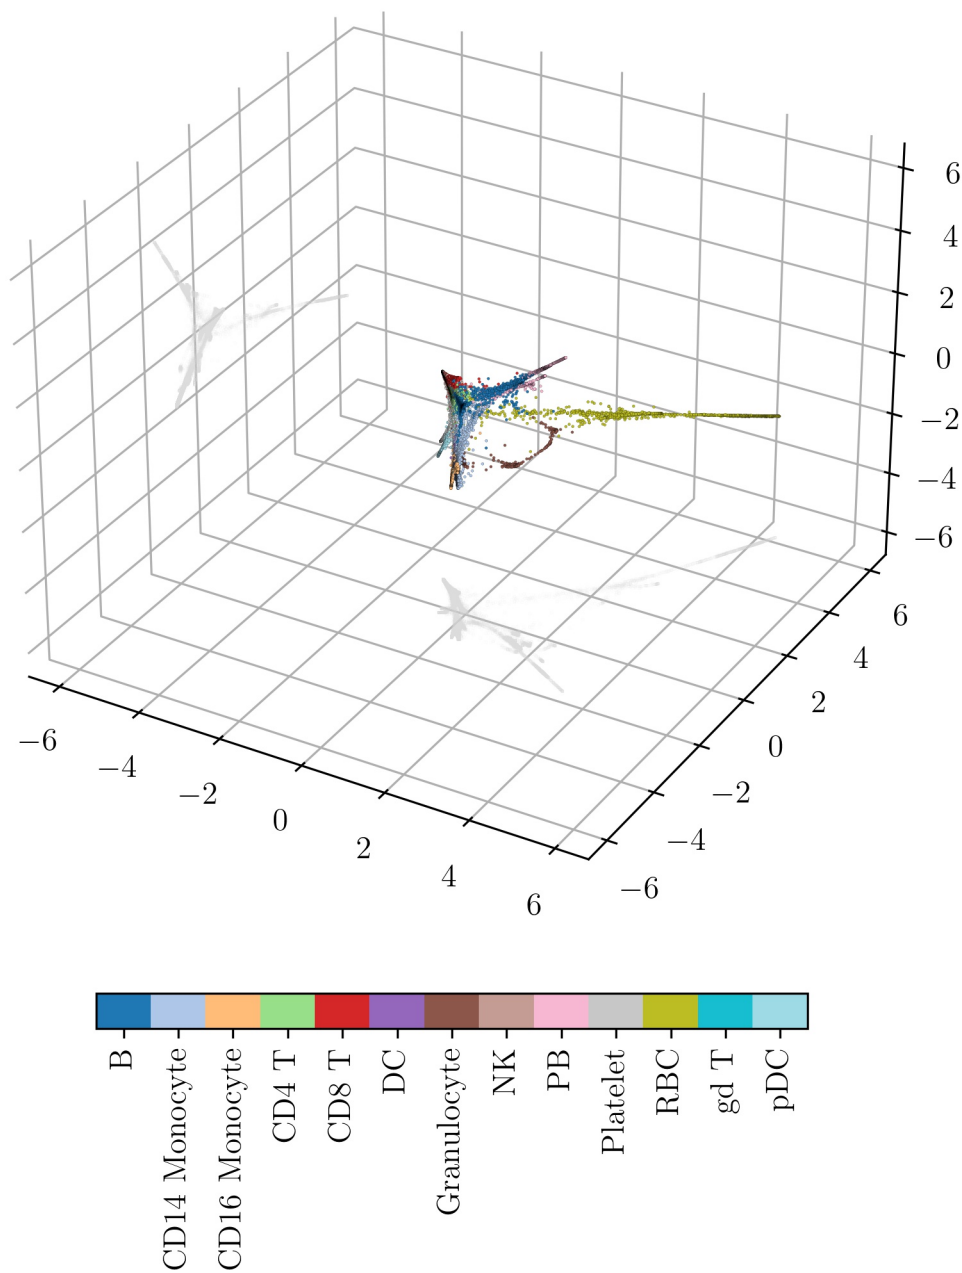 6
4
2
0
−2
−4
−6
6
4
2
0
−2
−4
−6
−6
−4
−2
0
2
4
6
B
CD14 Monocyte
CD16 Monocyte
CD4 T
CD8 T
DC
Granulocyte
NK
PB
Platelet
RBC
gd T
pDC